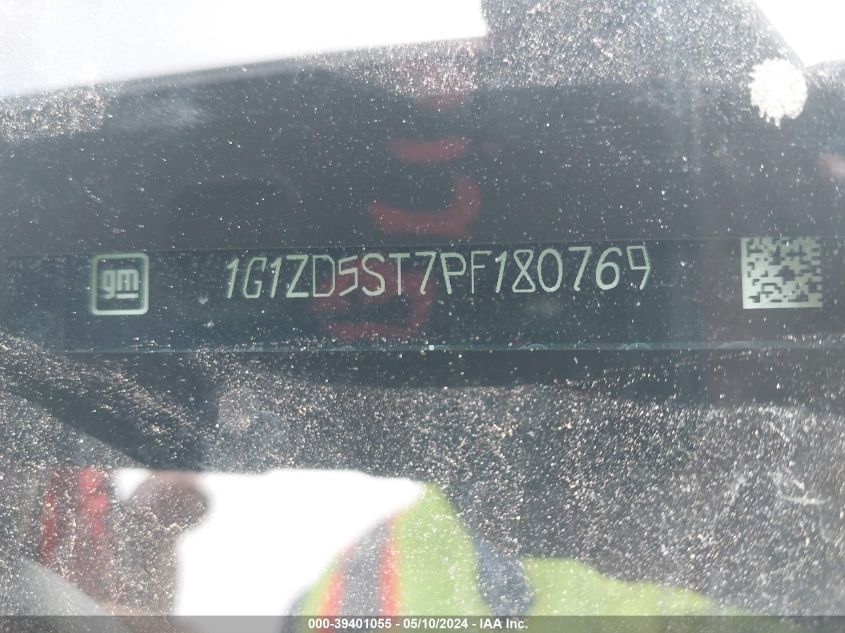 gm 1G1ZD5ST7PF180769
000-39401055 - 05/10/2024 - IAA Inc.